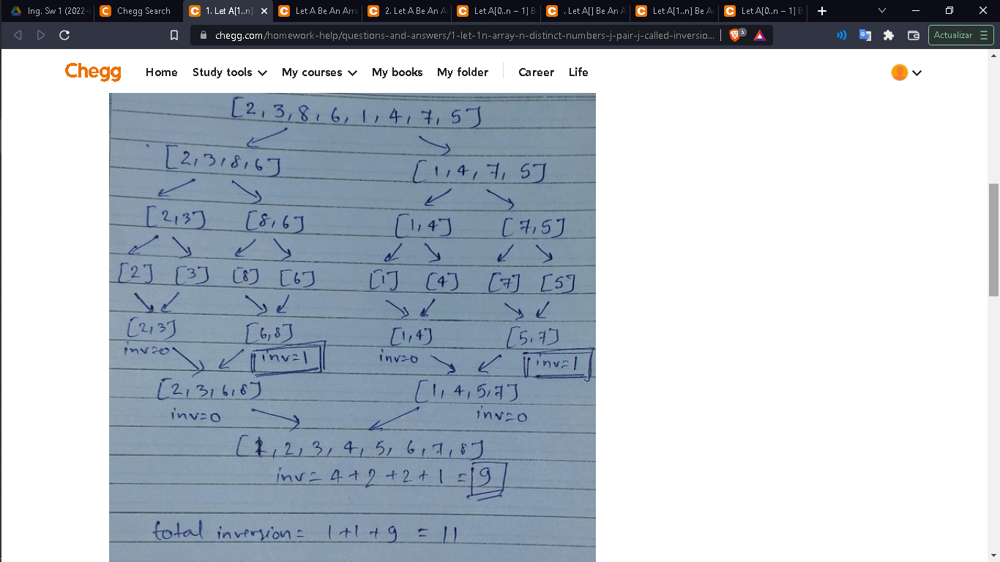 Ing. Sw 1 (2022-
Chegg Search
1. Let A[1..n]
Let A Be An Arra
2. Let A Be An A
Let A[0..n − 1] B
. Let A[] Be An A
Let A[1..n] Be A
Let A[0..n − 1] B
chegg.com/homework-help/questions-and-answers/1-let-1n-array-n-distinct-numbers-j-pair-j-called-inversio...
Actualizar
Chegg Home Study tools My courses My books My folder Career Life
[2, 3, 8, 6, 1, 4, 7, 5]
[2, 3, 8, 6] [1, 4, 7, 5]
[2, 3] [8, 6] [1, 4] [7, 5]
[2] [3] [8] [6] [1] [4] [7] [5]
[2, 3] [6, 8] [1, 4] [5, 7]
inv=0 inv=1 inv=0 inv=1
[2, 3, 6, 8] [1, 4, 5, 7]
inv=0 inv=0
[1, 2, 3, 4, 5, 6, 7, 8]
inv= 4 + 2 + 2 + 1 = 9
total inversion= 1 + 1 + 9 = 11